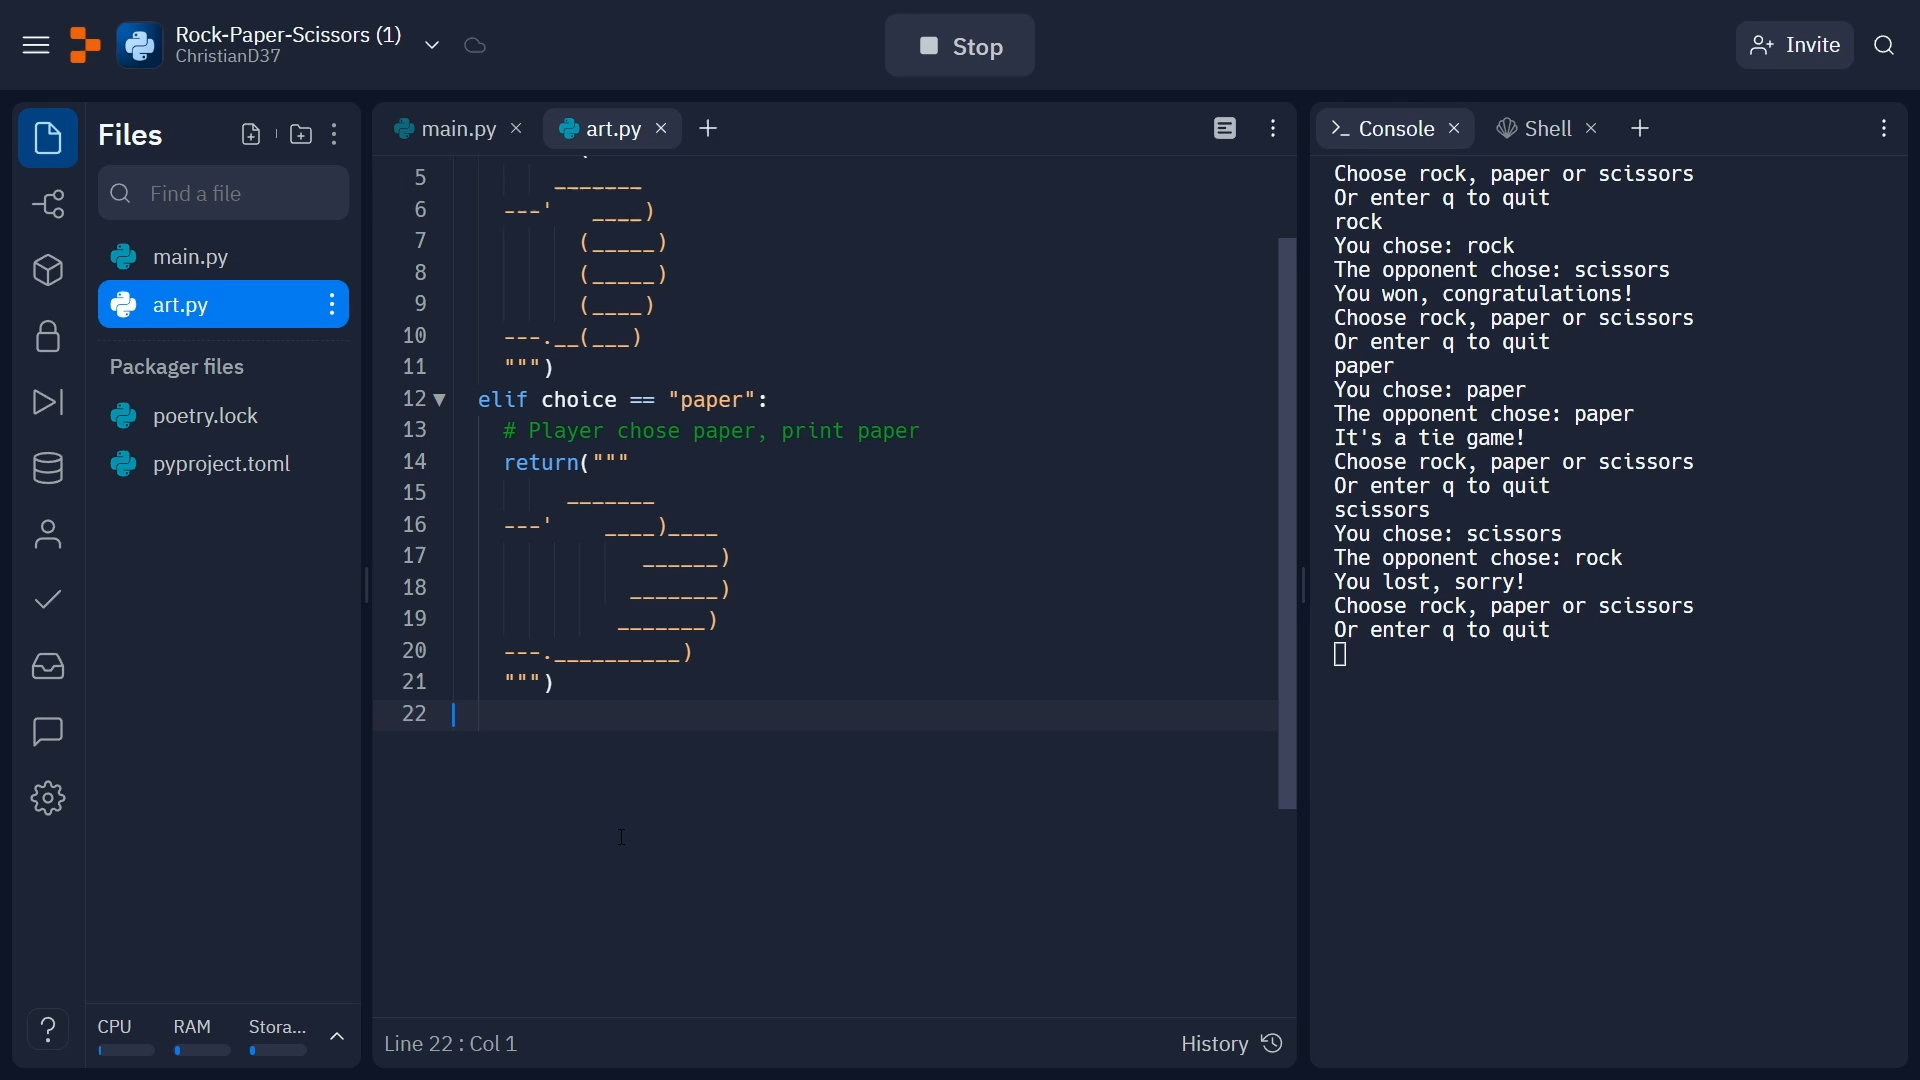 Rock-Paper-Scissors (1)
ChristianD37
Stop
Invite
Files
Find a file
main.py
art.py
Packager files
poetry.lock
pyproject.toml
CPU
RAM
Stora...
main.py
art.py
5       _______
6   ---'   ____)
7         (_____)
8         (_____)
9         (____)
10   ---.__(___)
11   """)
12 elif choice == "paper":
13   # Player chose paper, print paper
14   return("""
15        _______
16   ---'    ____)____
17              ______)
18             _______)
19            _______)
20   ---.__________)
21   """)
22
Line 22 : Col 1
History
Console
Shell
Choose rock, paper or scissors
Or enter q to quit
rock
You chose: rock
The opponent chose: scissors
You won, congratulations!
Choose rock, paper or scissors
Or enter q to quit
paper
You chose: paper
The opponent chose: paper
It's a tie game!
Choose rock, paper or scissors
Or enter q to quit
scissors
You chose: scissors
The opponent chose: rock
You lost, sorry!
Choose rock, paper or scissors
Or enter q to quit